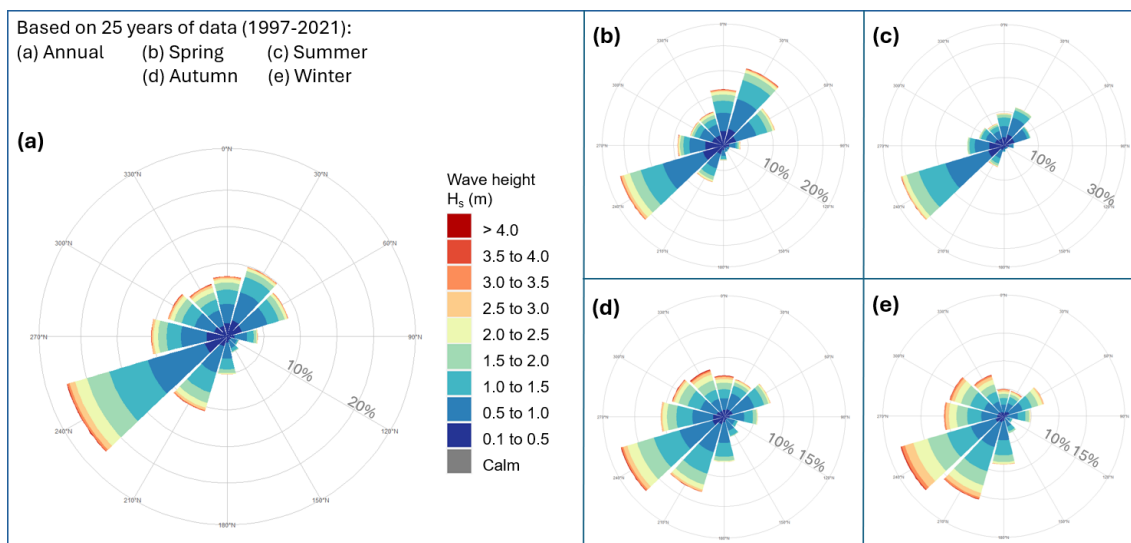 Based on 25 years of data (1997-2021):
(a) Annual (b) Spring (c) Summer
(d) Autumn (e) Winter
(a)
0°N
30°N
60°N
90°N
120°N
150°N
180°N
210°N
240°N
270°N
300°N
330°N
10%
20%
Wave height
Hₛ (m)
> 4.0
3.5 to 4.0
3.0 to 3.5
2.5 to 3.0
2.0 to 2.5
1.5 to 2.0
1.0 to 1.5
0.5 to 1.0
0.1 to 0.5
Calm
(b)
10%
20%
(c)
10%
30%
(d)
10%
15%
(e)
10%
15%